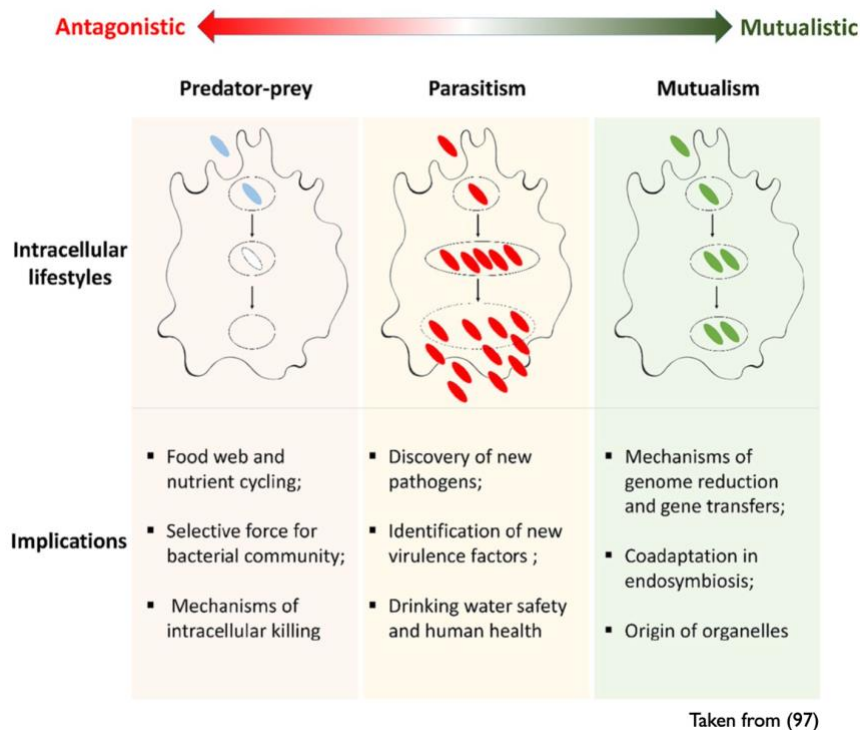 Antagonistic Mutualistic
Predator-prey Parasitism Mutualism
Intracellular
lifestyles
Implications
▪ Food web and
nutrient cycling;
▪ Selective force for
bacterial community;
▪ Mechanisms of
intracellular killing
▪ Discovery of new
pathogens;
▪ Identification of new
virulence factors ;
▪ Drinking water safety
and human health
▪ Mechanisms of
genome reduction
and gene transfers;
▪ Coadaptation in
endosymbiosis;
▪ Origin of organelles
Taken from (97)